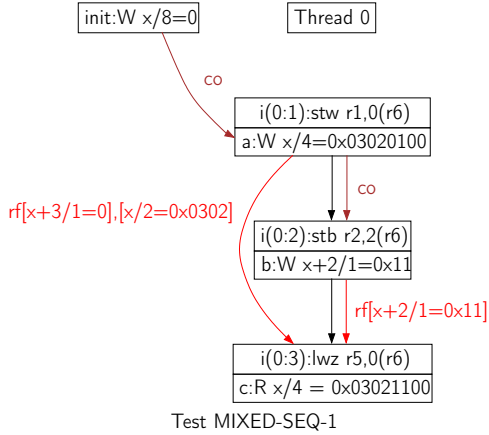 init:W x/8=0
Thread 0
co
i(0:1):stw r1,0(r6)
a:W x/4=0x03020100
rf[x+3/1=0],[x/2=0x0302]
co
i(0:2):stb r2,2(r6)
b:W x+2/1=0x11
rf[x+2/1=0x11]
i(0:3):lwz r5,0(r6)
c:R x/4 = 0x03021100
Test MIXED-SEQ-1